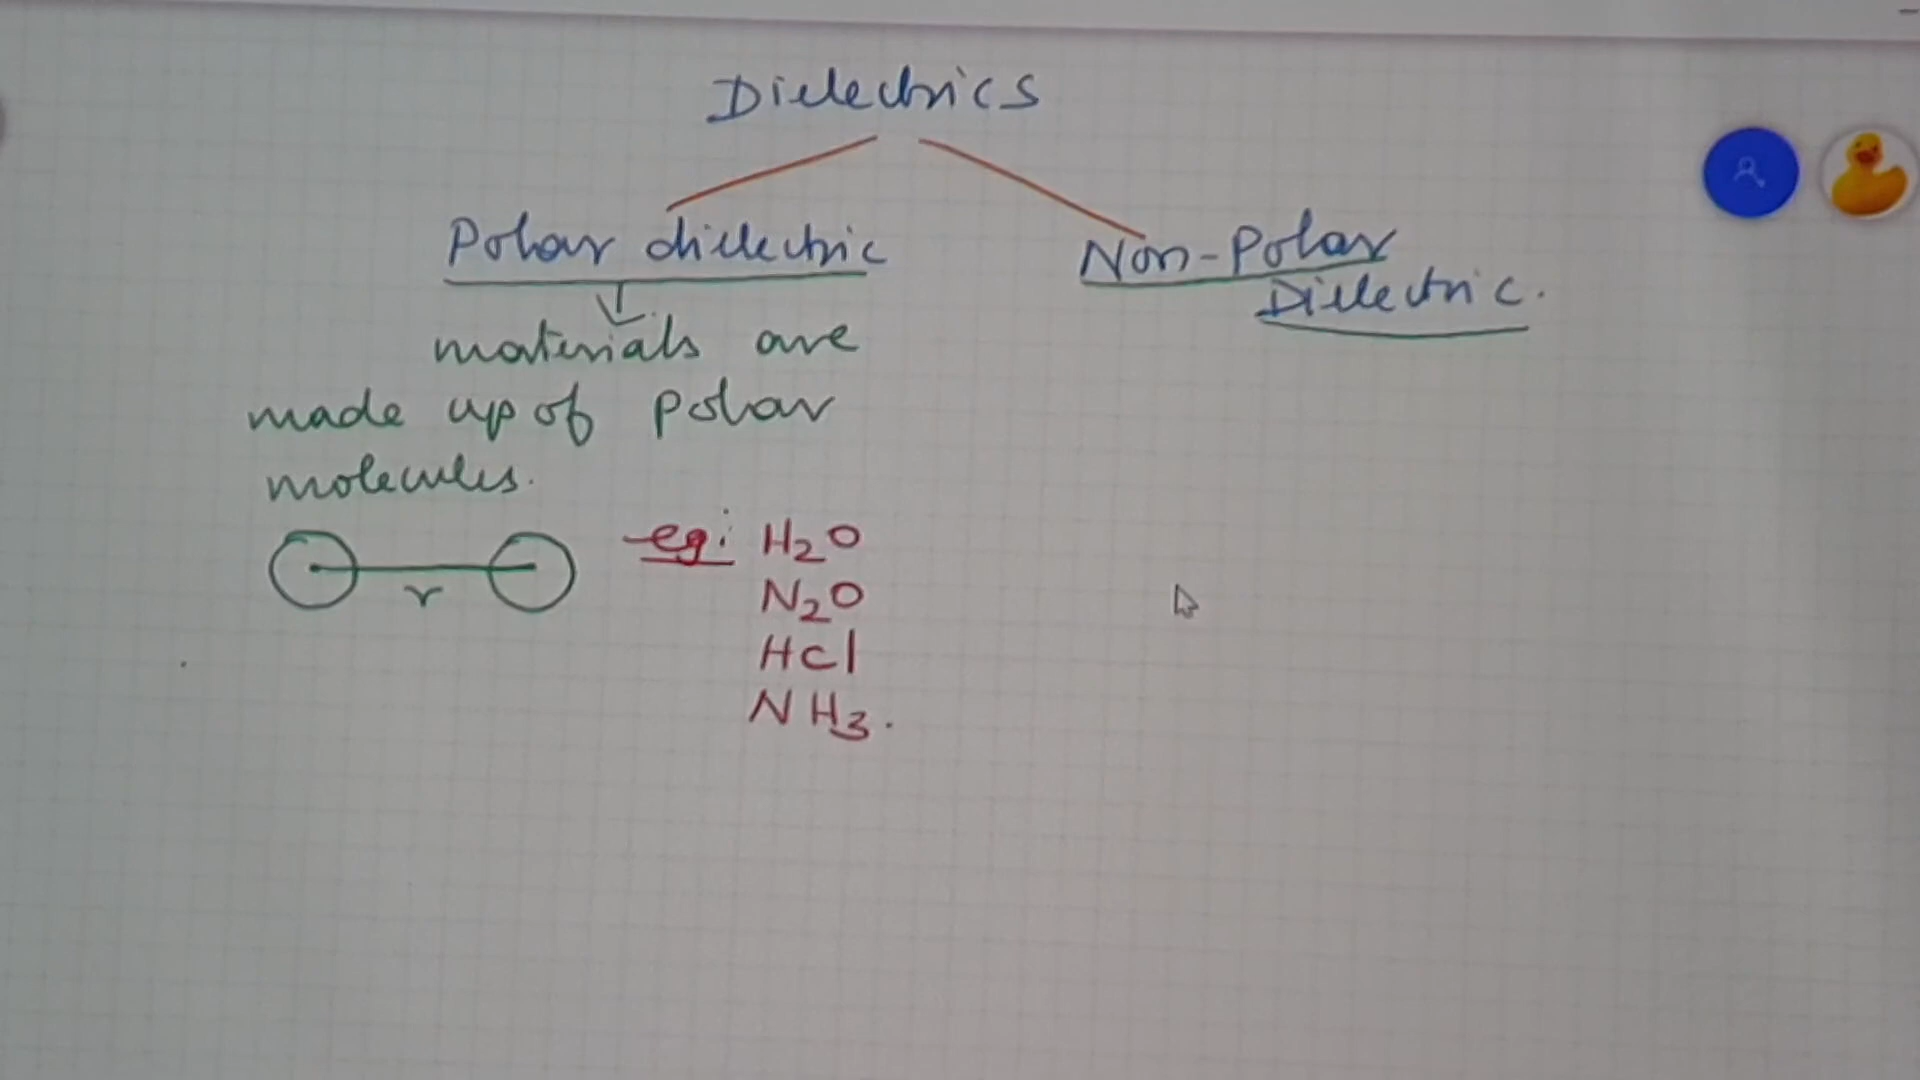 Dielectrics
Polar dielectric
Non-Polar
Dielectric.
materials are
made up of polar
molecules.
r
eg: H₂O
N₂O
HCl
NH₃.